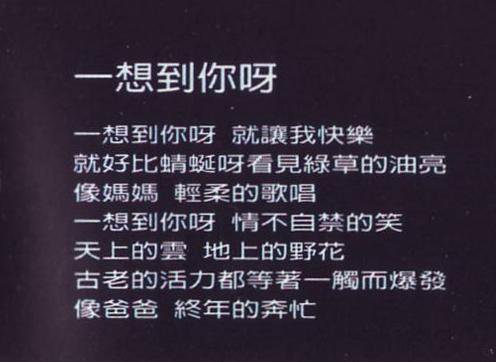 一想到你呀
一想到你呀 就讓我快樂
就好比蜻蜓呀看見綠草的油亮
像媽媽 輕柔的歌唱
一想到你呀 情不自禁的笑
天上的雲 地上的野花
古老的活力都等著一觸而爆發
像爸爸 終年的奔忙